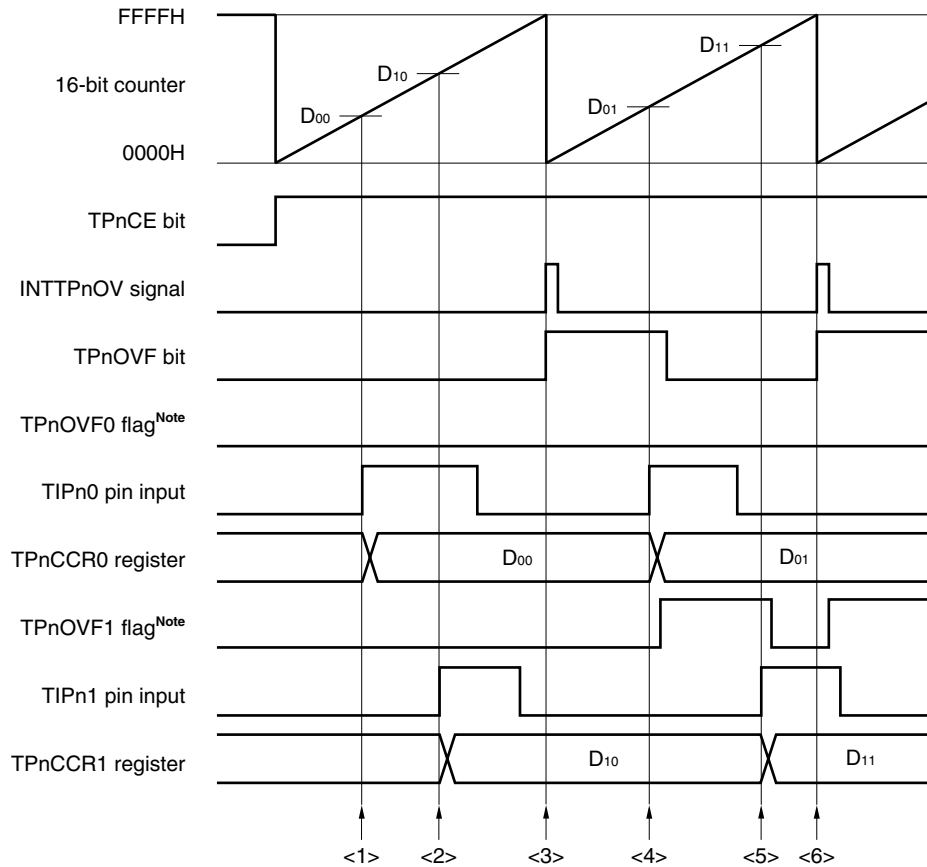 FFFFH
16-bit counter
0000H
D00
D10
D01
D11
TPnCE bit
INTTPnOV signal
TPnOVF bit
TPnOVF0 flagNote
TIPn0 pin input
TPnCCR0 register
D00
D01
TPnOVF1 flagNote
TIPn1 pin input
TPnCCR1 register
D10
D11
<1> <2> <3> <4> <5> <6>